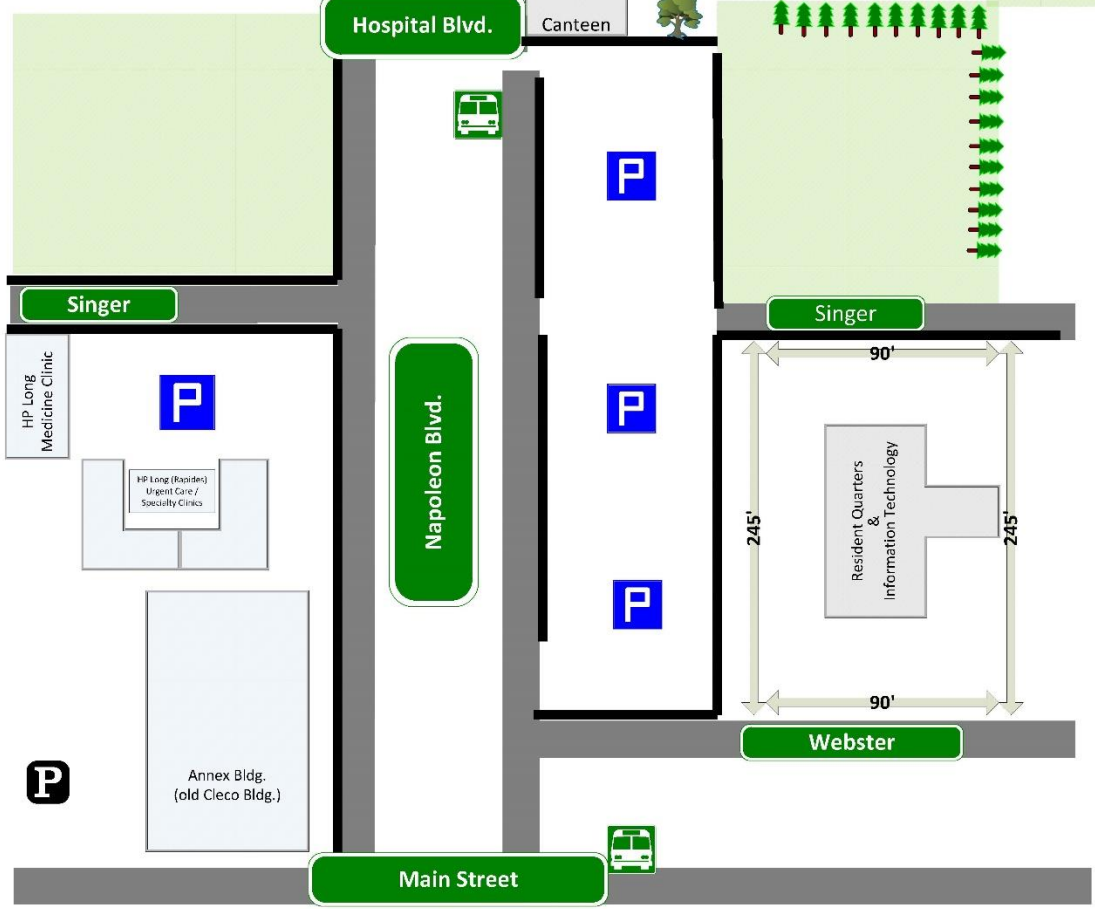 Hospital Blvd.
Canteen
P
Singer
Singer
90'
HP Long
Medicine Clinic
P
P
HP Long (Rapides)
Urgent Care /
Specialty Clinics
Napoleon Blvd.
245'
Resident Quarters
&
Information Technology
245'
P
90'
Webster
P
Annex Bldg.
(old Cleco Bldg.)
Main Street